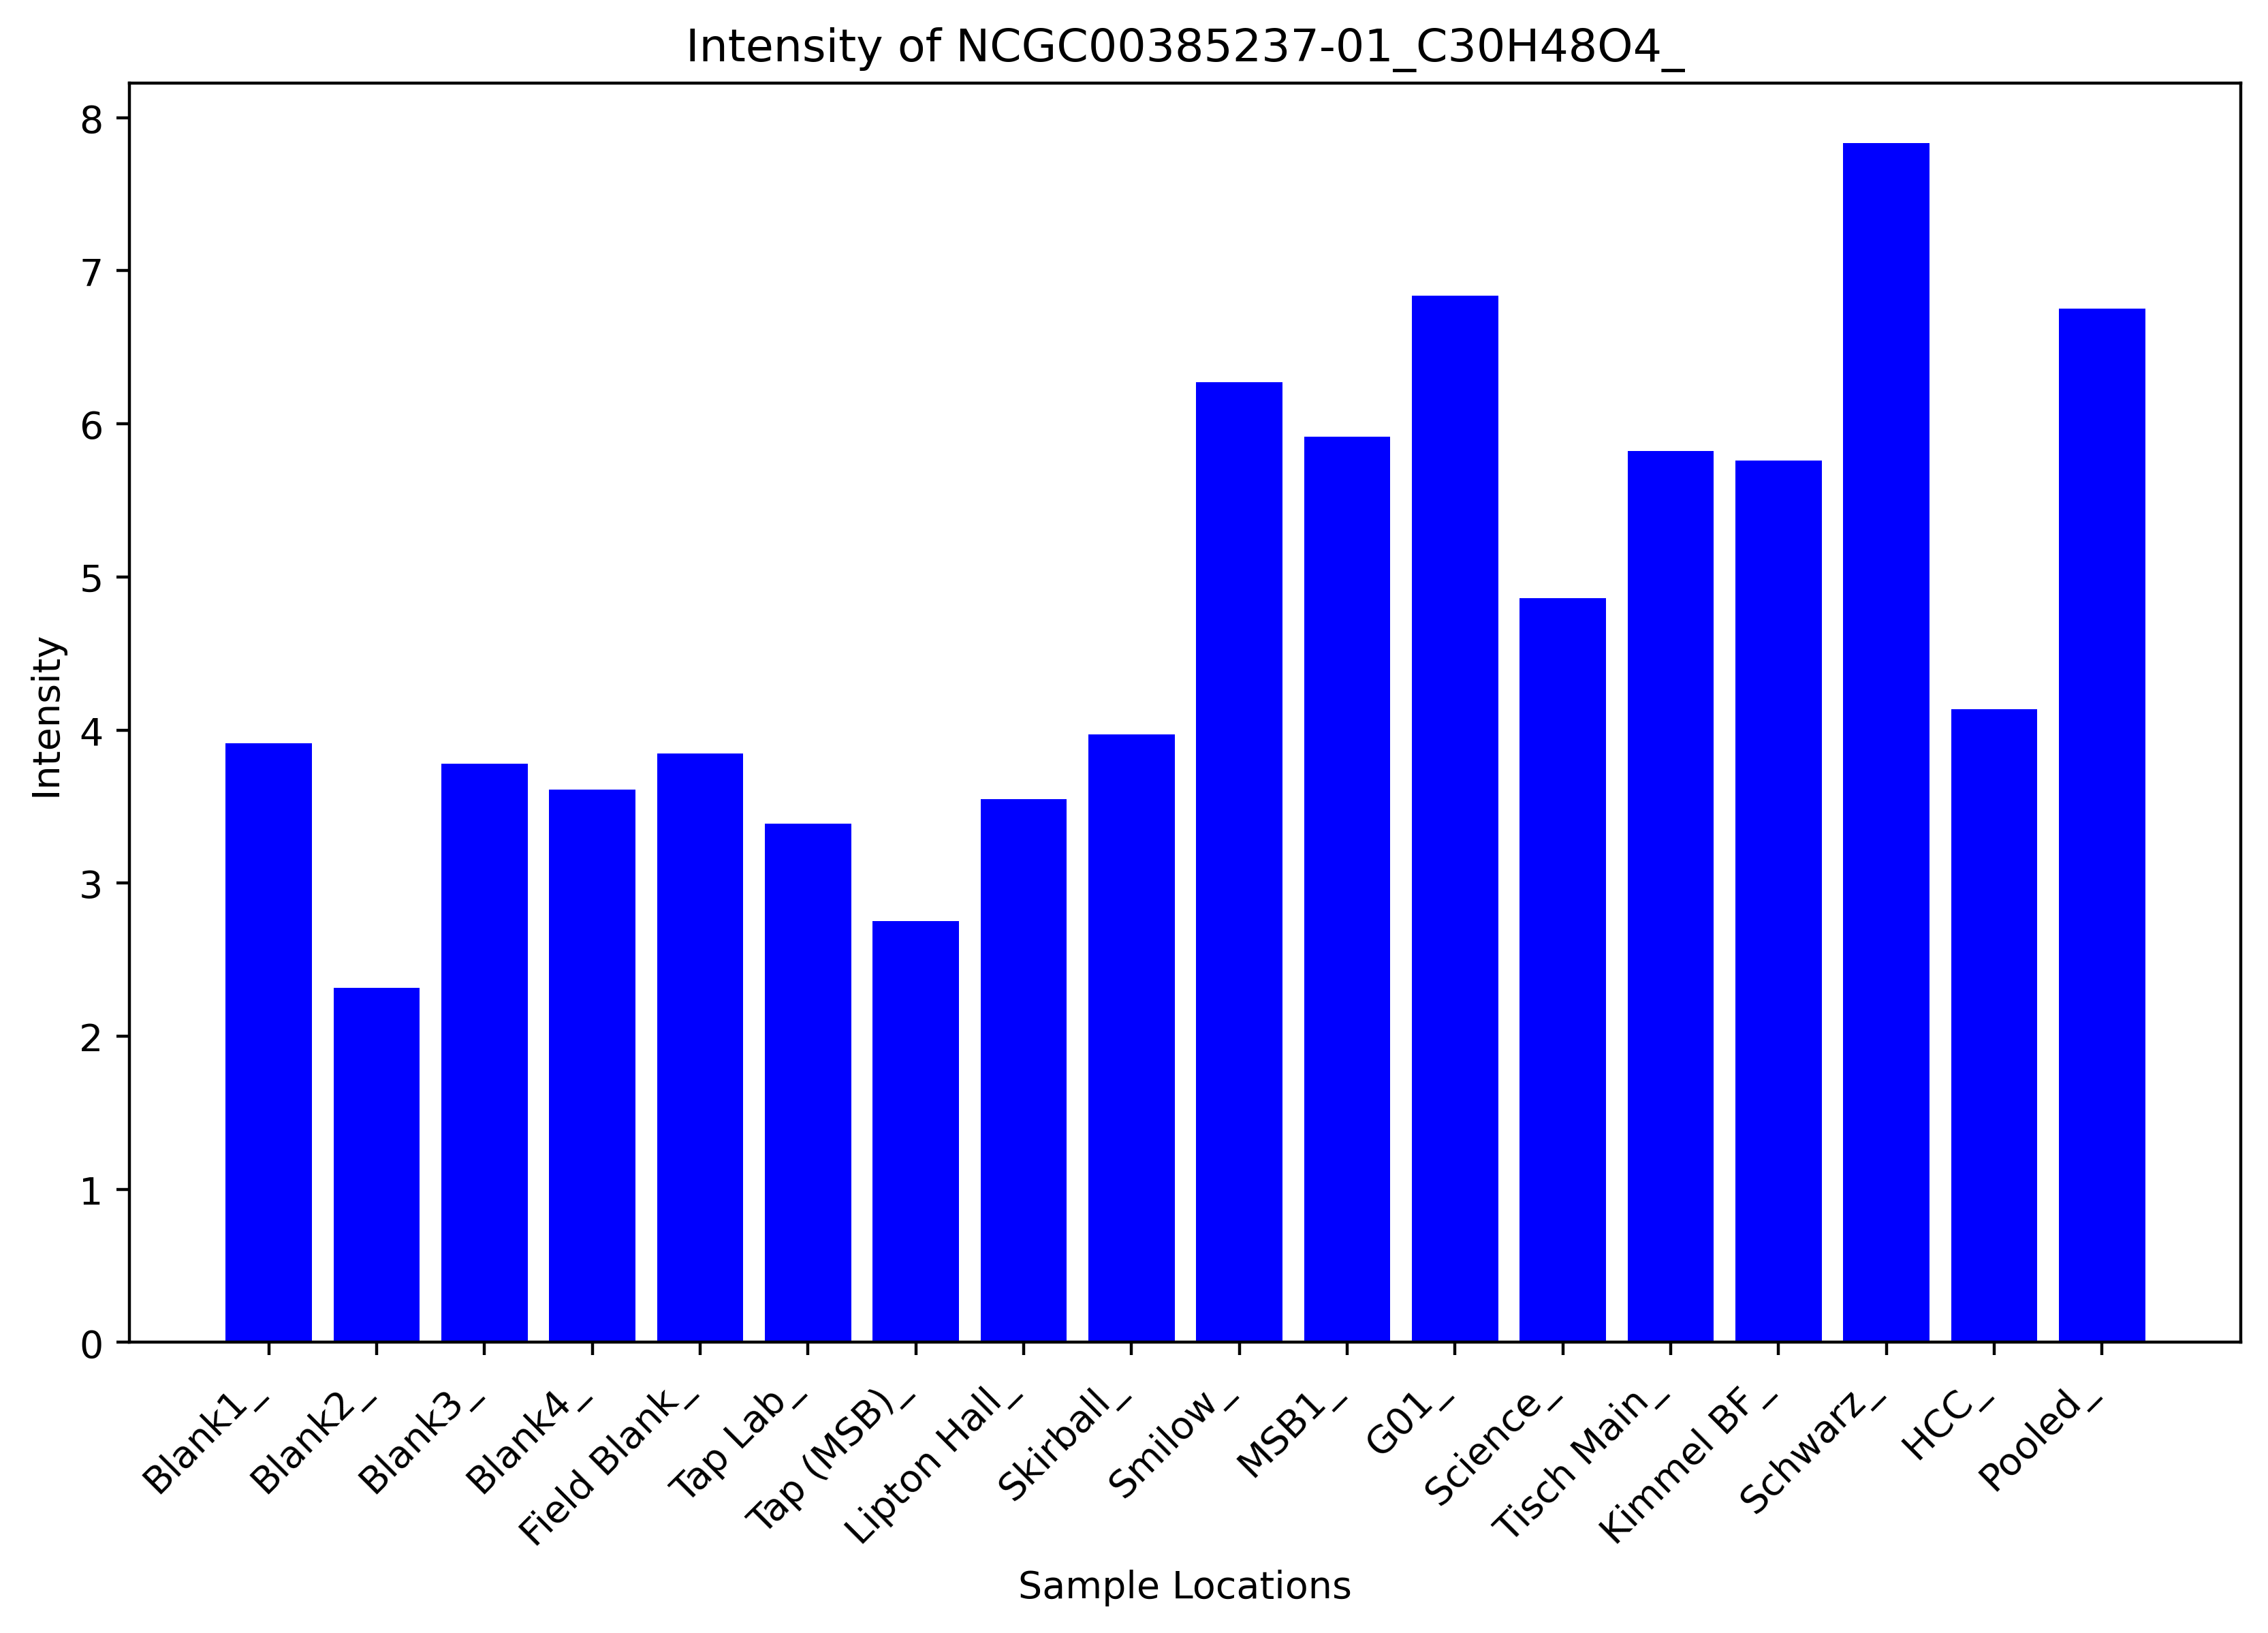 Intensity of NCGC00385237-01_C30H48O4_
8
7
6
5
4
3
2
1
0
Intensity
Blank1_
Blank2_
Blank3_
Blank4_
Field Blank_
Tap Lab_
Tap (MSB)_
Lipton Hall_
Skirball_
Smilow_
MSB1_
G01_
Science_
Tisch Main_
Kimmel BF_
Schwarz_
HCC_
Pooled_
Sample Locations